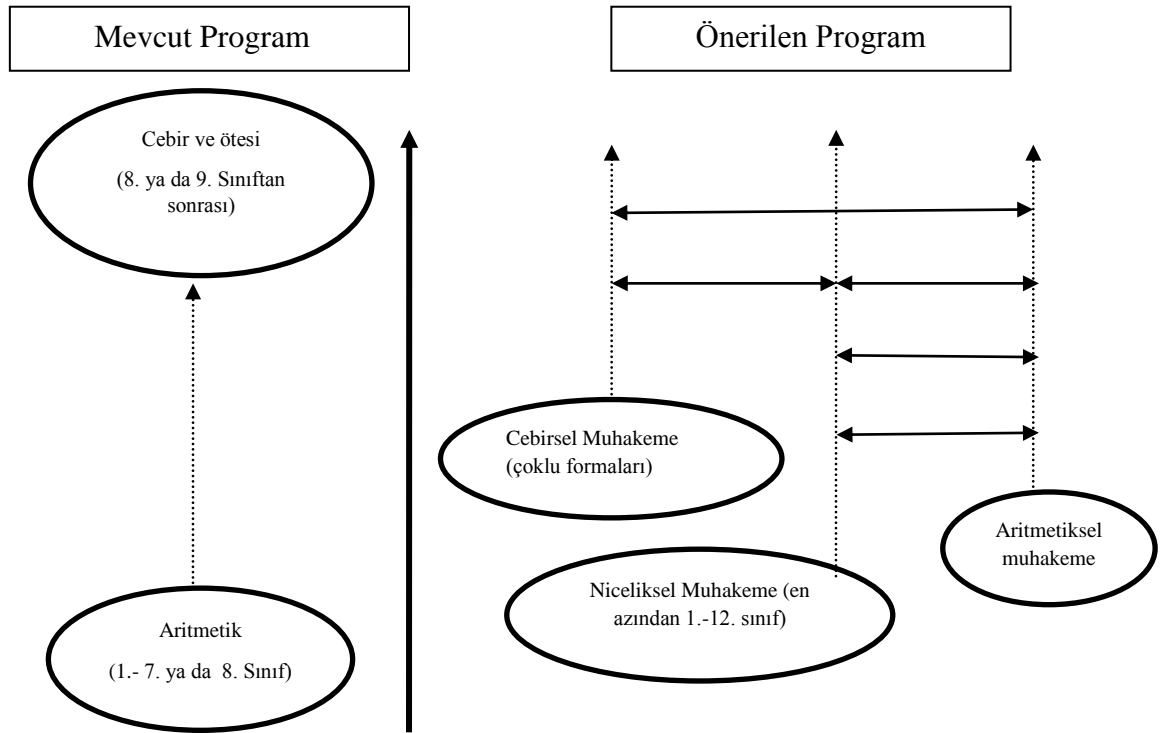 Mevcut Program
Önerilen Program
Cebir ve ötesi
(8. ya da 9. Sınıftan
sonrası)
Cebirsel Muhakeme
(çoklu formaları)
Aritmetiksel
muhakeme
Niceliksel Muhakeme (en
azından 1.-12. sınıf)
Aritmetik
(1.- 7. ya da 8. Sınıf)